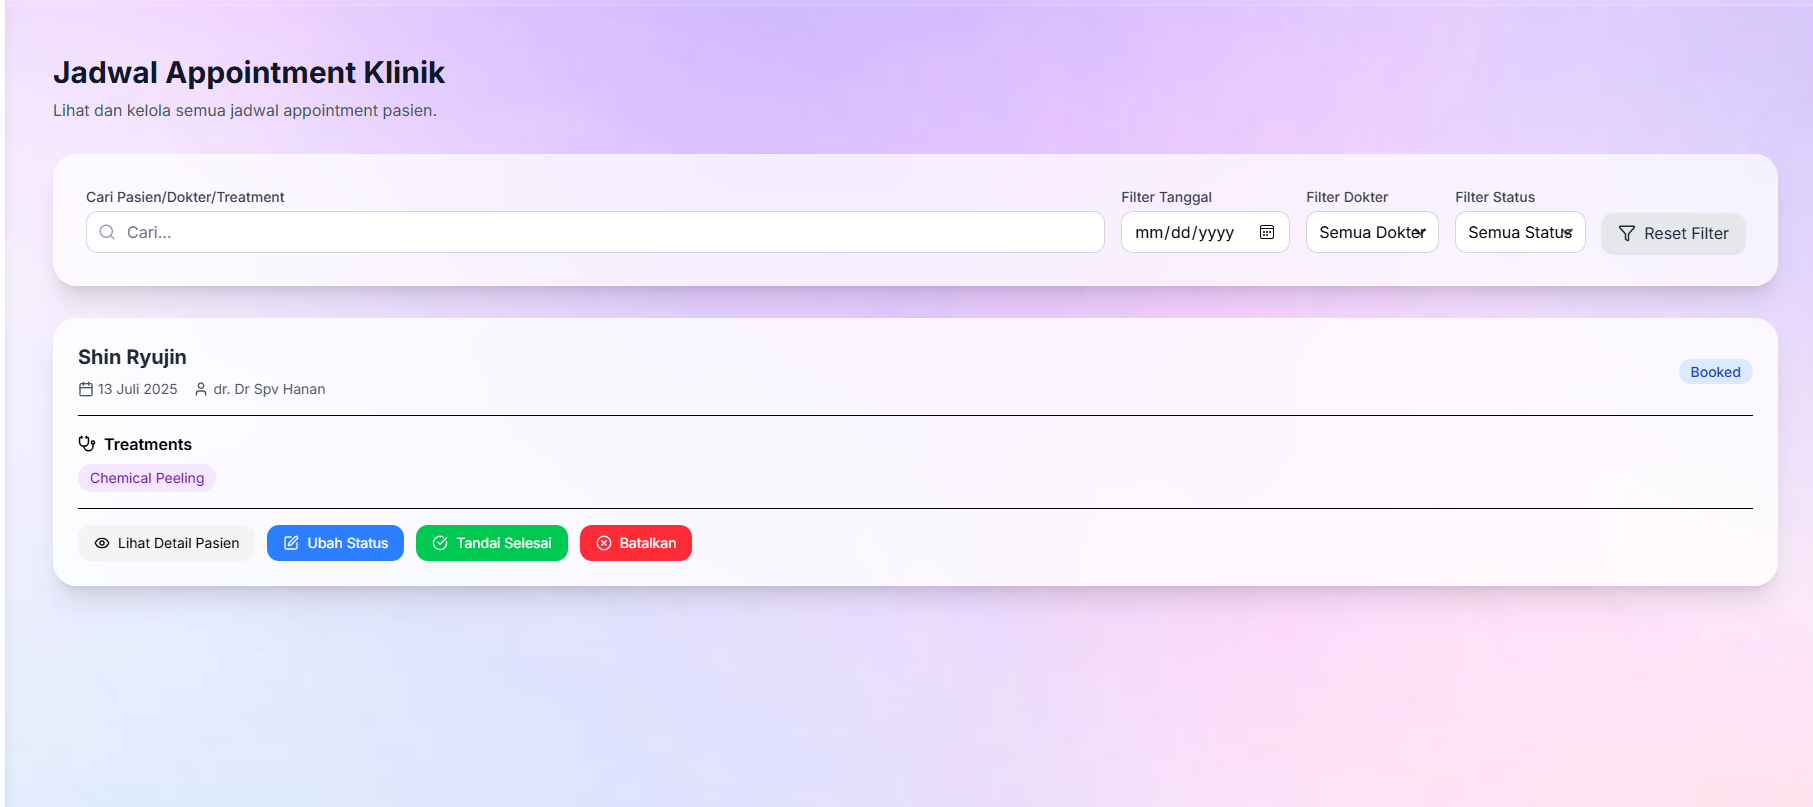 Jadwal Appointment Klinik
Lihat dan kelola semua jadwal appointment pasien.
Cari Pasien/Dokter/Treatment
Cari...
Filter Tanggal
mm/dd/yyyy
Filter Dokter
Semua Dokter
Filter Status
Semua Status
Reset Filter
Shin Ryujin
13 Juli 2025 dr. Dr Spv Hanan
Booked
Treatments
Chemical Peeling
Lihat Detail Pasien Ubah Status Tandai Selesai Batalkan